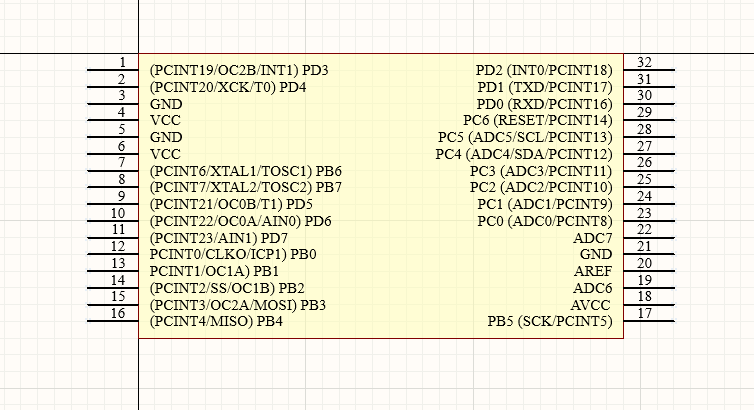 1 (PCINT19/OC2B/INT1) PD3 PD2 (INT0/PCINT18) 32
2 (PCINT20/XCK/T0) PD4 PD1 (TXD/PCINT17) 31
3 GND PD0 (RXD/PCINT16) 30
4 VCC PC6 (RESET/PCINT14) 29
5 GND PC5 (ADC5/SCL/PCINT13) 28
6 VCC PC4 (ADC4/SDA/PCINT12) 27
7 (PCINT6/XTAL1/TOSC1) PB6 PC3 (ADC3/PCINT11) 26
8 (PCINT7/XTAL2/TOSC2) PB7 PC2 (ADC2/PCINT10) 25
9 (PCINT21/OC0B/T1) PD5 PC1 (ADC1/PCINT9) 24
10 (PCINT22/OC0A/AIN0) PD6 PC0 (ADC0/PCINT8) 23
11 (PCINT23/AIN1) PD7 ADC7 22
12 PCINT0/CLKO/ICP1) PB0 GND 21
13 PCINT1/OC1A) PB1 AREF 20
14 (PCINT2/SS/OC1B) PB2 ADC6 19
15 (PCINT3/OC2A/MOSI) PB3 AVCC 18
16 (PCINT4/MISO) PB4 PB5 (SCK/PCINT5) 17